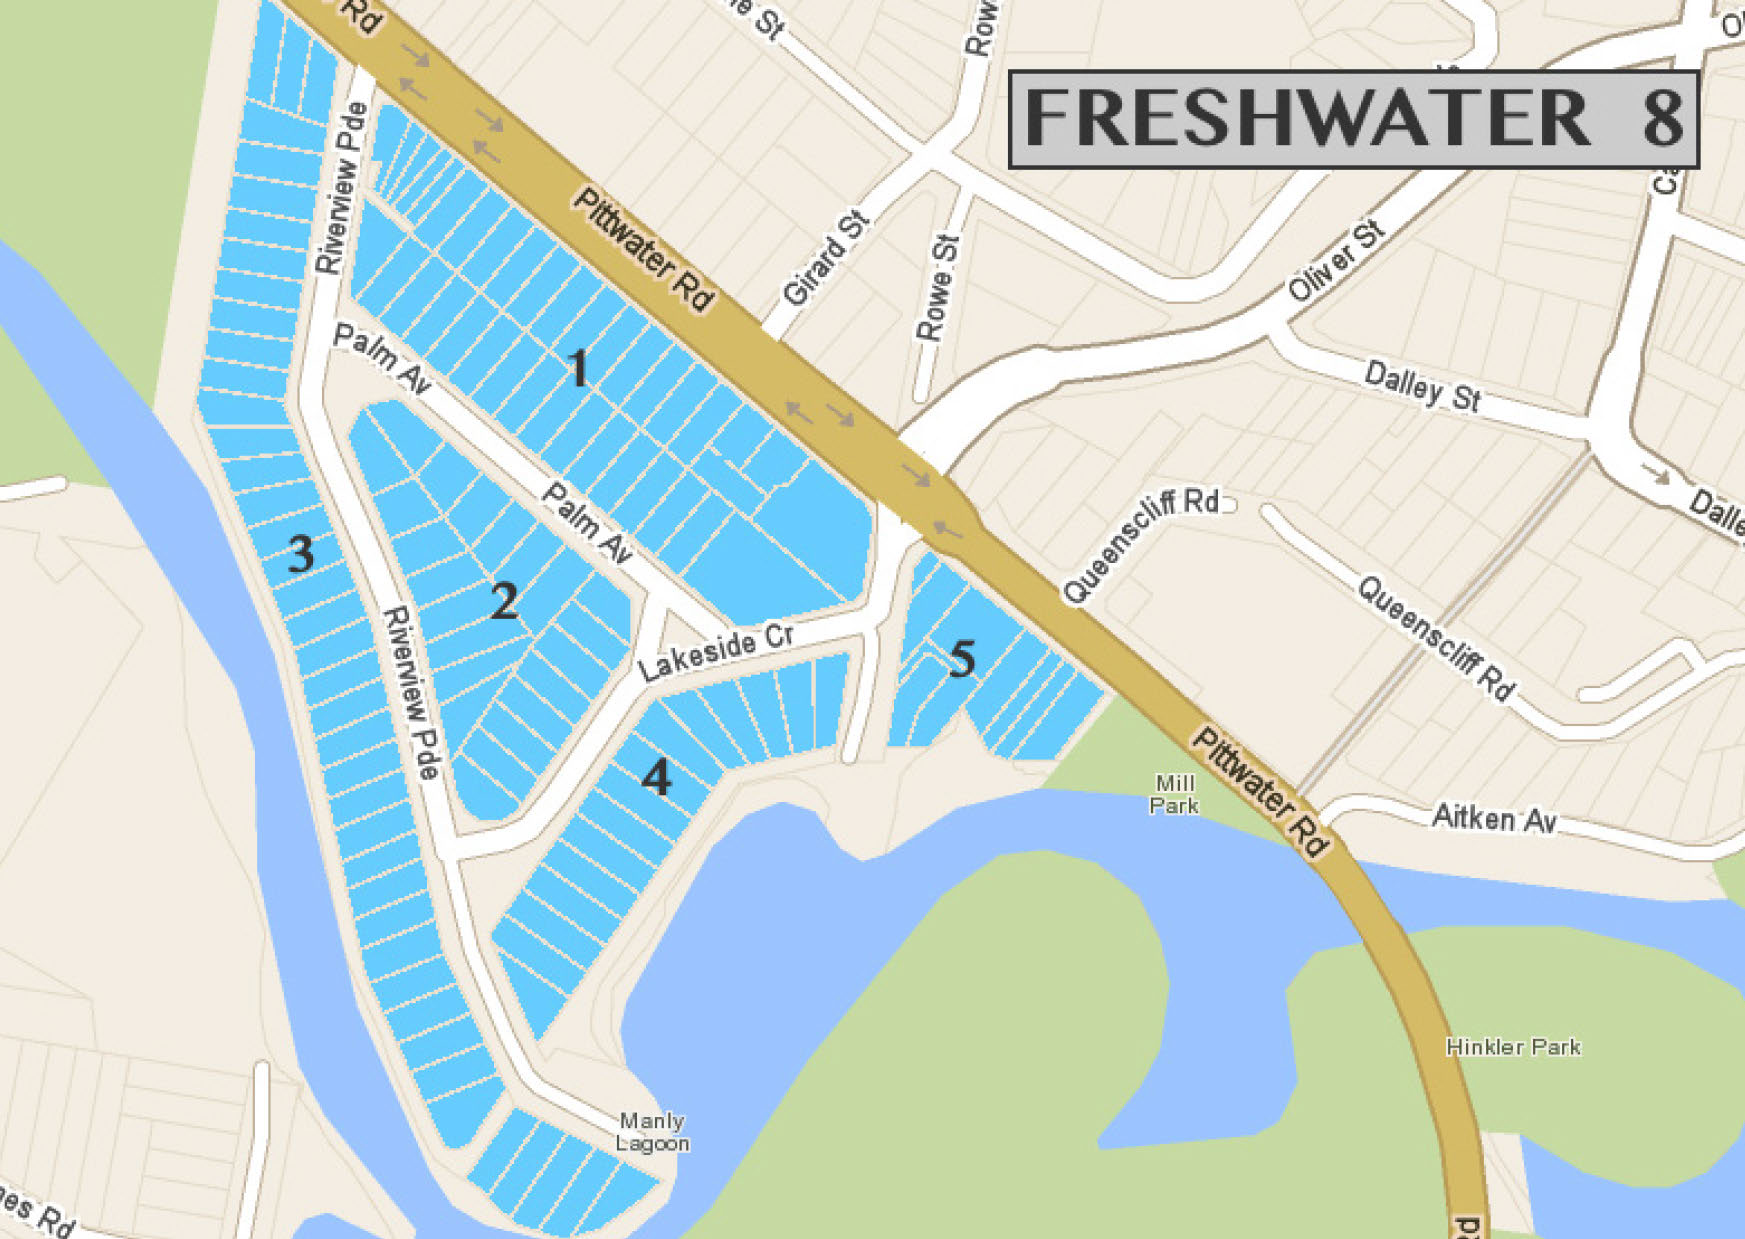 Rd
St
FRESHWATER 8
Riverview Pde
Pittwater Rd
Girard St
Rowe St
Oliver St
Palm Av
1
Dalley St
Queenscliff Rd
Palm Av
3
2
Riverview Pde
Lakeside Cr
5
Queenscliff Rd
4
Pittwater Rd
Mill
Park
Aitken Av
Hinkler Park
Manly
Lagoon
Rd